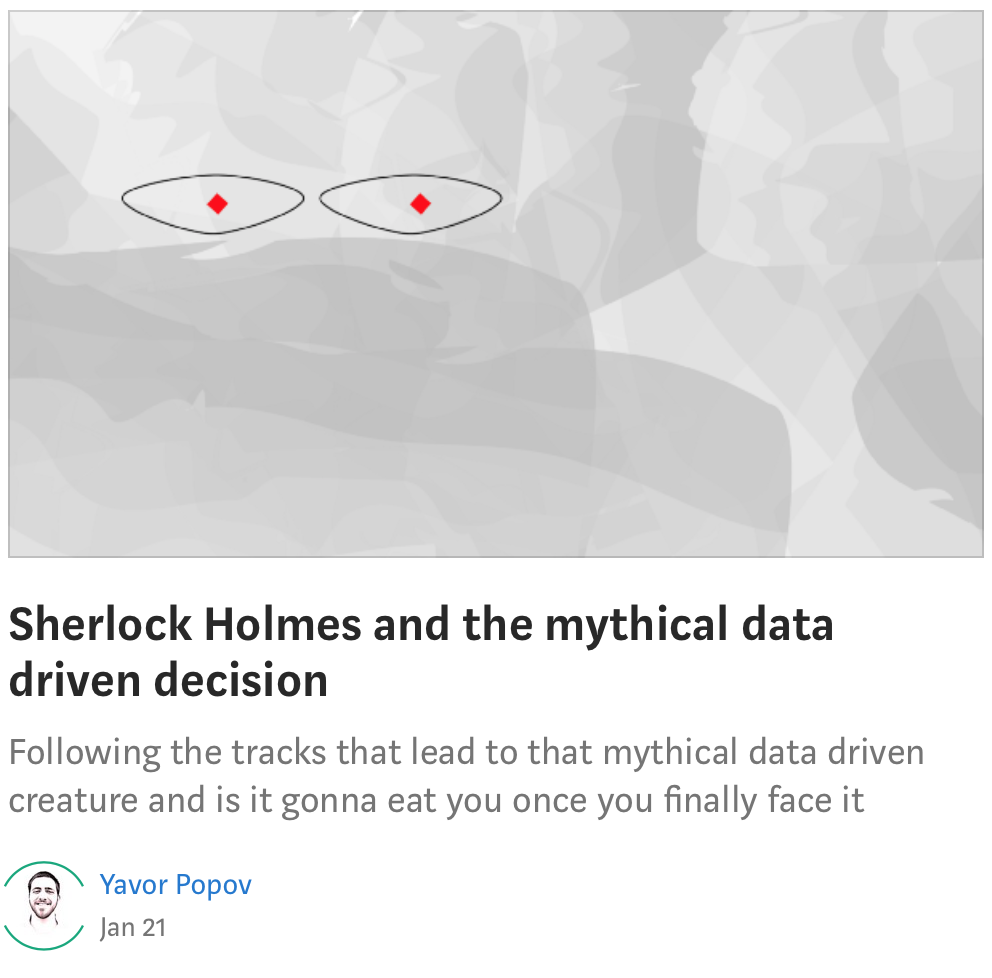 Sherlock Holmes and the mythical data
driven decision
Following the tracks that lead to that mythical data driven
creature and is it gonna eat you once you finally face it
Yavor Popov
Jan 21